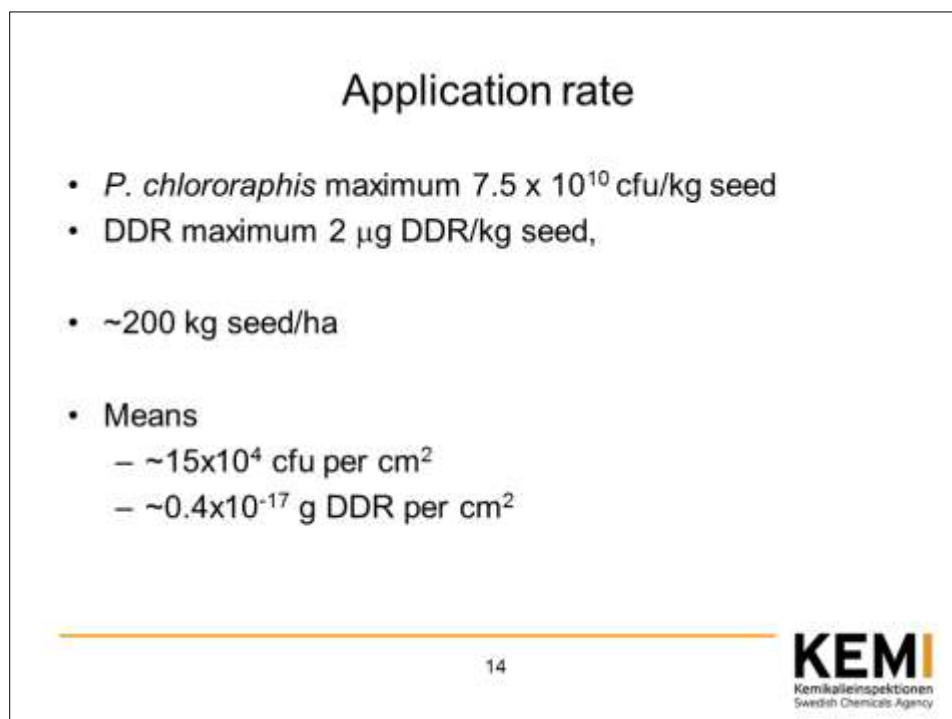 Application rate
• P. chlororaphis maximum 7.5 x 10¹⁰ cfu/kg seed
• DDR maximum 2 μg DDR/kg seed,
• ~200 kg seed/ha
• Means
– ~15x10⁴ cfu per cm²
– ~0.4x10⁻¹⁷ g DDR per cm²
14
KEMI
Kemikalieinspektionen
Swedish Chemicals Agency